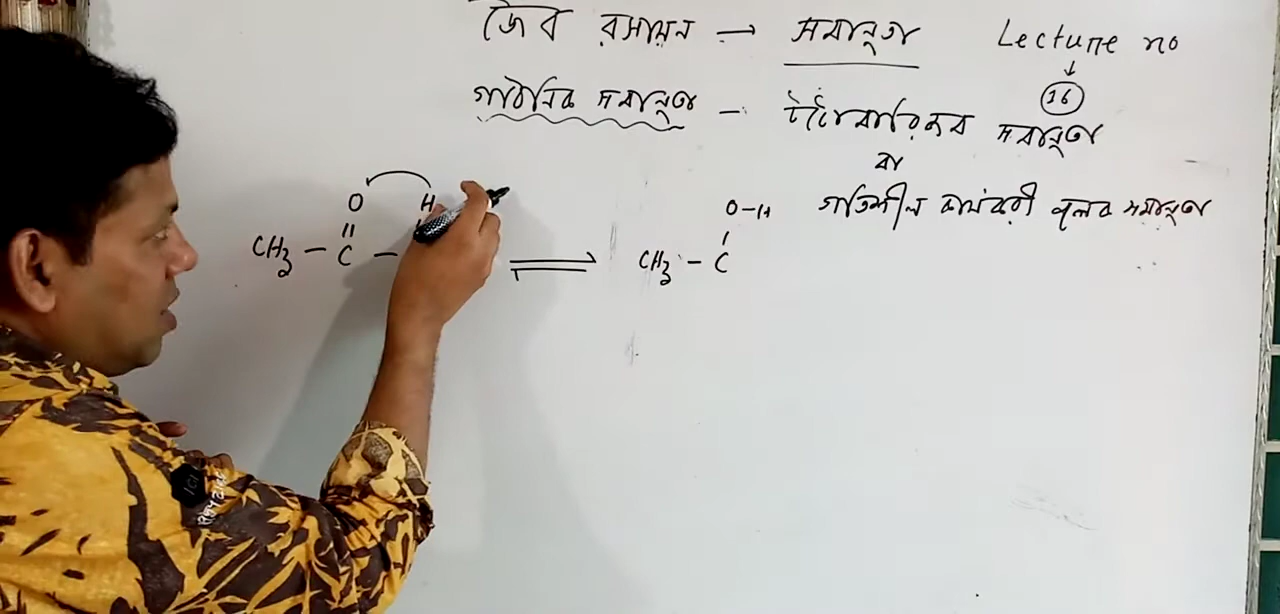 জৈব রসায়ন → সমানুতা Lecture no
↓
16
গাঠনিক সমানুতা - টটোমারিজম সমানুতা
বা
গতিশীল কার্যকরী মূলক সমানুতা
O H
O-H
CH3 - C - ⇌ CH3 - C